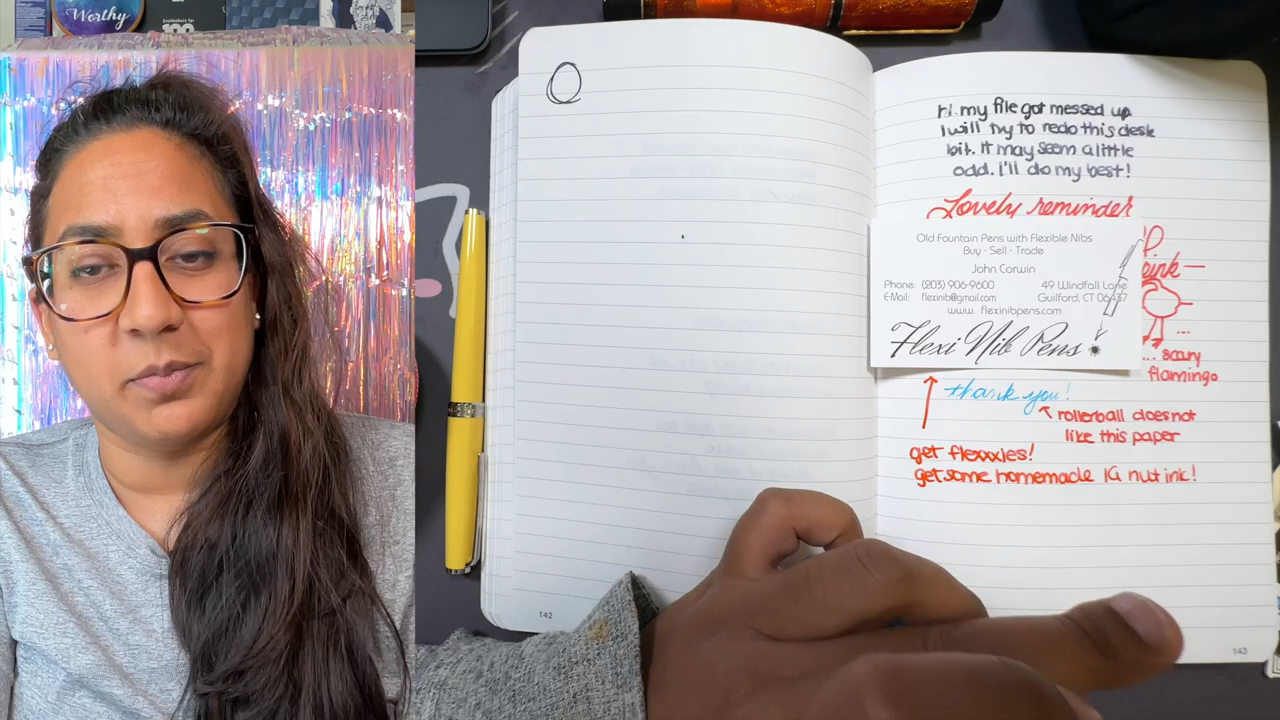 Worthy
100
O
Hi. my file got messed up
I will try to redo this desk
bit. It may seem a little
odd. I'll do my best!
Lovely reminder
Old Fountain Pens with Flexible Nibs
Buy - Sell - Trade
John Corwin
Phone: (203) 906-9600
49 Windfall Lane
E-Mail: flexinib@gmail.com
Guilford, CT 06437
www. flexinibpens.com
Flexi Nib Pens
... scary
flamingo
thank you!
rollerball does not
like this paper
get flexxxies!
get some homemade IG nut ink!
142
143